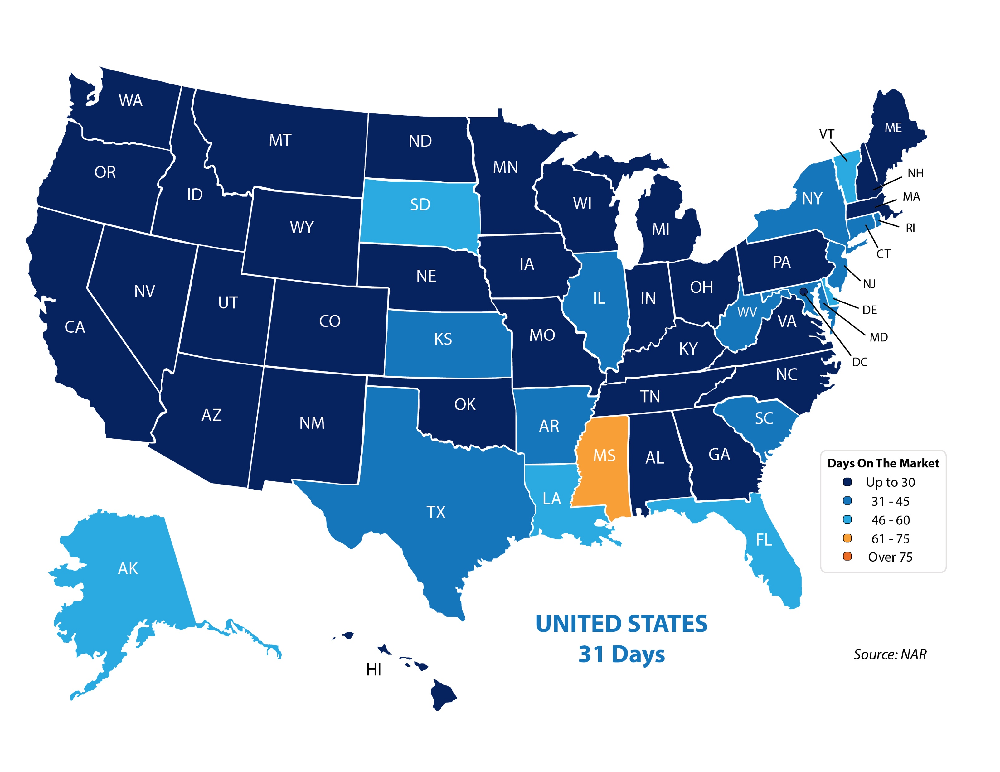 WA
MT
ND
MN
ME
VT
OR
ID
SD
WI
NY
NH
MA
WY
MI
RI
IA
PA
CT
NE
OH
NJ
NV
UT
IL
IN
WV
DE
CA
CO
KS
MO
KY
VA
MD
DC
NC
AZ
NM
OK
TN
AR
SC
MS
AL
GA
LA
TX
FL
AK
HI
Days On The Market
Up to 30
31 - 45
46 - 60
61 - 75
Over 75
UNITED STATES
31 Days
Source: NAR